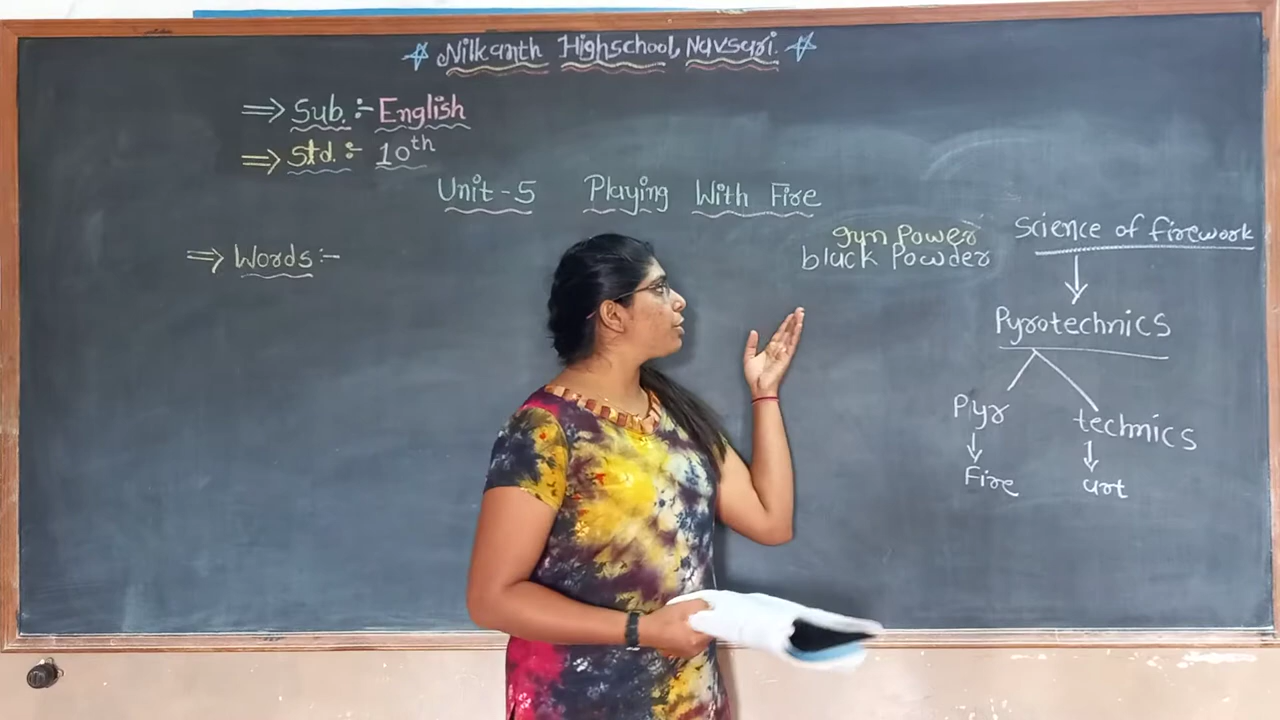 Nilkanth Highschool, Navsari.
⇒ Sub. :- English
⇒ Std. :- 10th
Unit-5 Playing With Fire
⇒ Words :-
gun Power
black Powder
Science of firework
↓
Pyrotechnics
Pyr technics
↓ ↓
Fire art